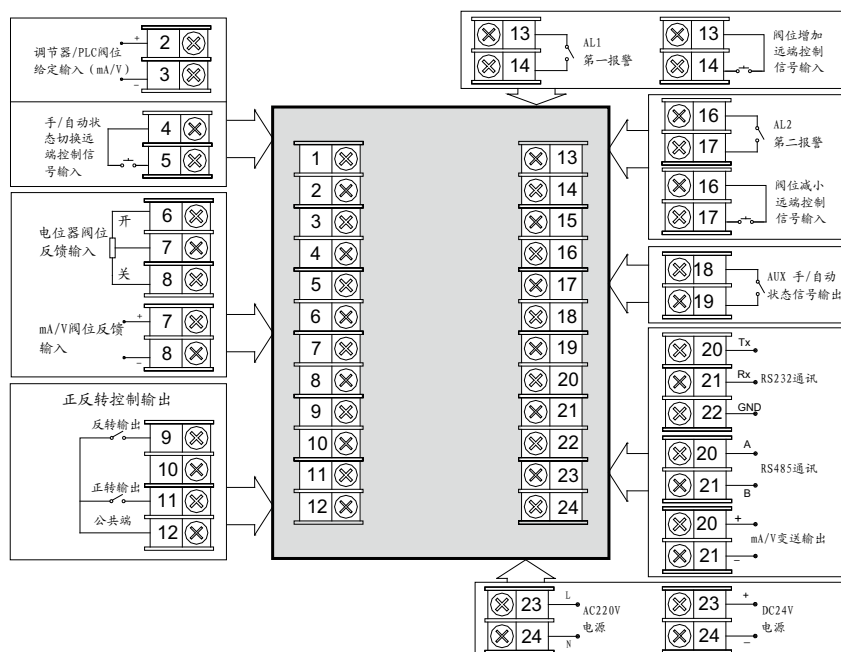 调节器/PLC阀位
给定输入(mA/V)
+
2
3
−
手/自动状
态切换远
端控制信
号输入
4
5
电位器阀位
反馈输入
开
关
6
7
8
mA/V阀位反馈
输入
+
7
8
−
正反转控制输出
反转输出
9
10
正转输出
11
公共端
12
1
2
3
4
5
6
7
8
9
10
11
12
13
14
15
16
17
18
19
20
21
22
23
24
13
14
AL1
第一报警
13
14
阀位增加
远端控制
信号输入
16
17
AL2
第二报警
16
17
阀位减小
远端控制
信号输入
18
19
AUX 手/自动
状态信号输出
20 Tx
21 Rx
22 GND
RS232通讯
20 A
21 B
RS485通讯
20 +
21 −
mA/V变送输出
23 L
24 N
AC220V
电源
23 +
24 −
DC24V
电源